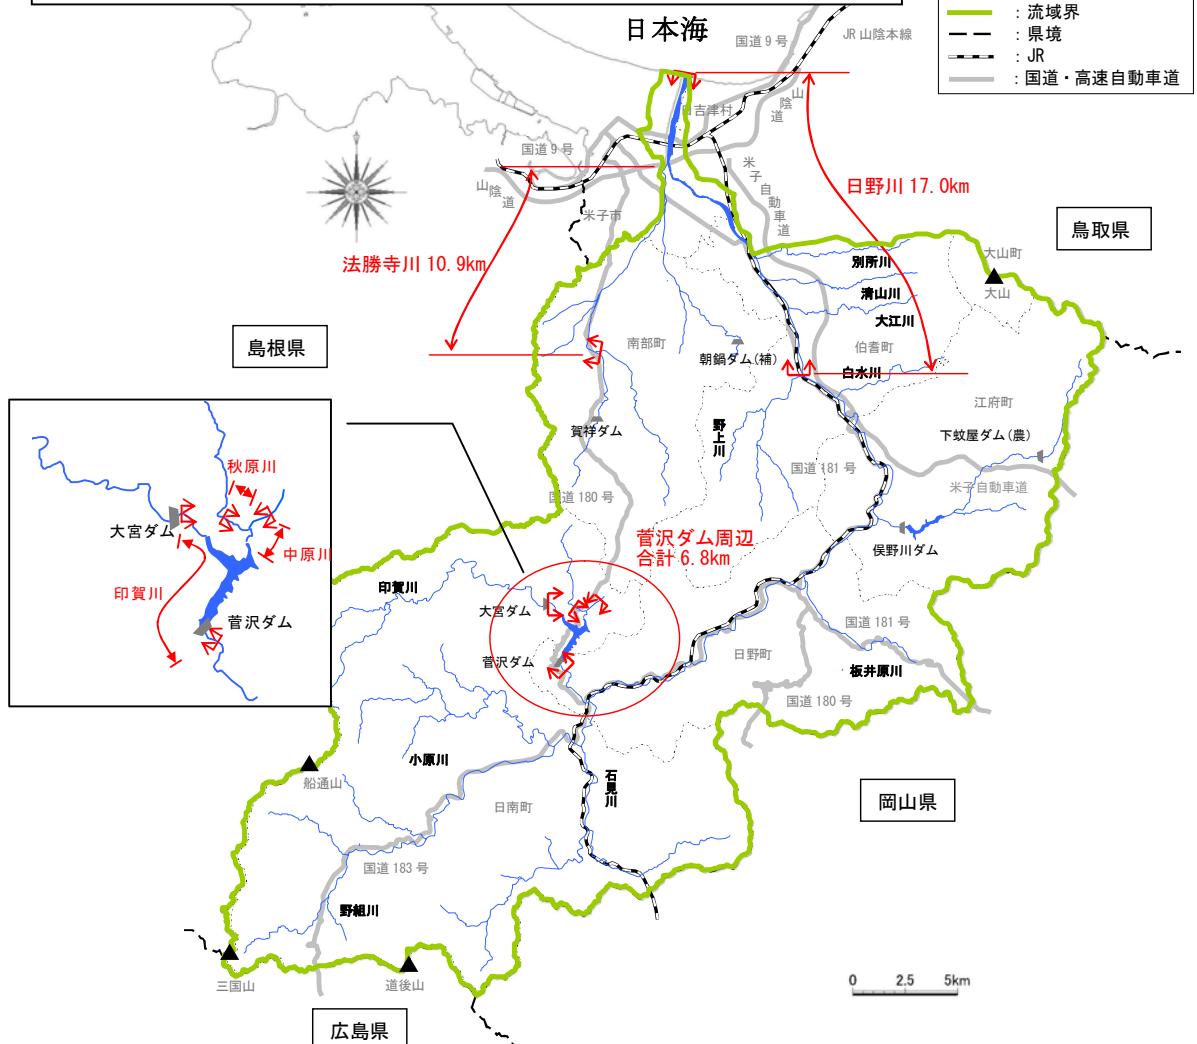 日本海
国道9号
JR山陰本線
：流域界
：県境
：JR
：国道・高速自動車道
山陰道
日吉津村
国道9号
山陰道
米子自動車道
日野川 17.0km
米子市
鳥取県
法勝寺川 10.9km
別所川
大山町
清山川
大山
大江川
島根県
南部町
朝鍋ダム(補)
伯耆町
白水川
江府町
賀祥ダム
野上川
下蚊屋ダム(農)
国道181号
米子自動車道
国道180号
秋原川
大宮ダム
中原川
印賀川
菅沢ダム
菅沢ダム周辺
合計 6.8km
俣野川ダム
印賀川
大宮ダム
国道181号
菅沢ダム
日野町
板井原川
国道180号
小原川
石見川
船通山
日南町
岡山県
国道183号
野組川
三国山
道後山
0 2.5 5km
広島県